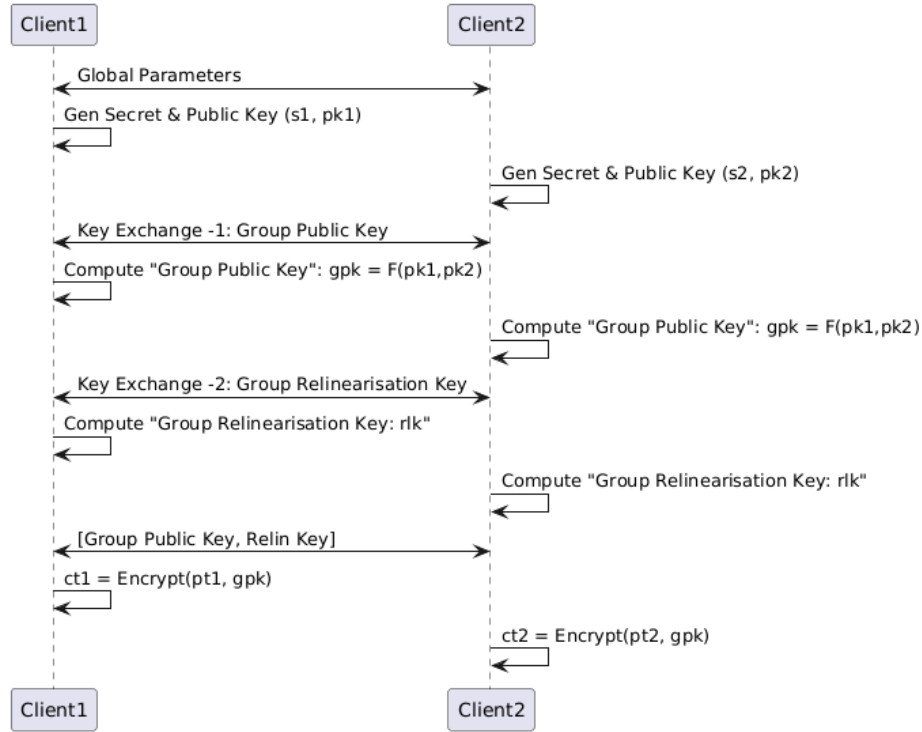 Client1
Client2
Global Parameters
Gen Secret & Public Key (s1, pk1)
Gen Secret & Public Key (s2, pk2)
Key Exchange -1: Group Public Key
Compute "Group Public Key": gpk = F(pk1,pk2)
Compute "Group Public Key": gpk = F(pk1,pk2)
Key Exchange -2: Group Relinearisation Key
Compute "Group Relinearisation Key: rlk"
Compute "Group Relinearisation Key: rlk"
[Group Public Key, Relin Key]
ct1 = Encrypt(pt1, gpk)
ct2 = Encrypt(pt2, gpk)
Client1
Client2